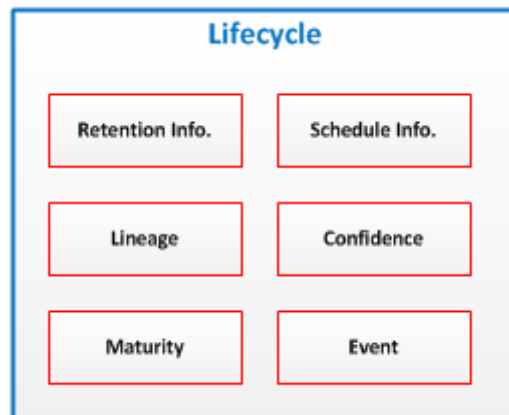 Lifecycle
Retention Info.
Schedule Info.
Lineage
Confidence
Maturity
Event